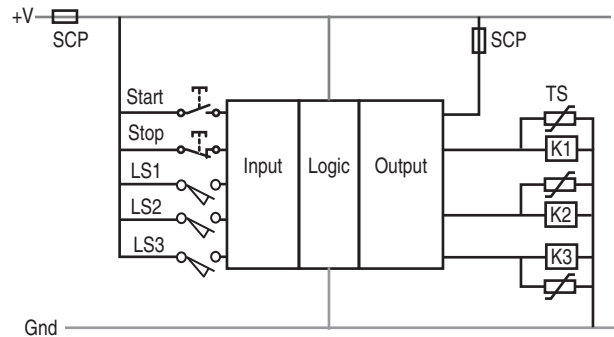 +V
SCP
SCP
Start
TS
Stop
K1
Input
Logic
Output
LS1
LS2
K2
LS3
K3
Gnd